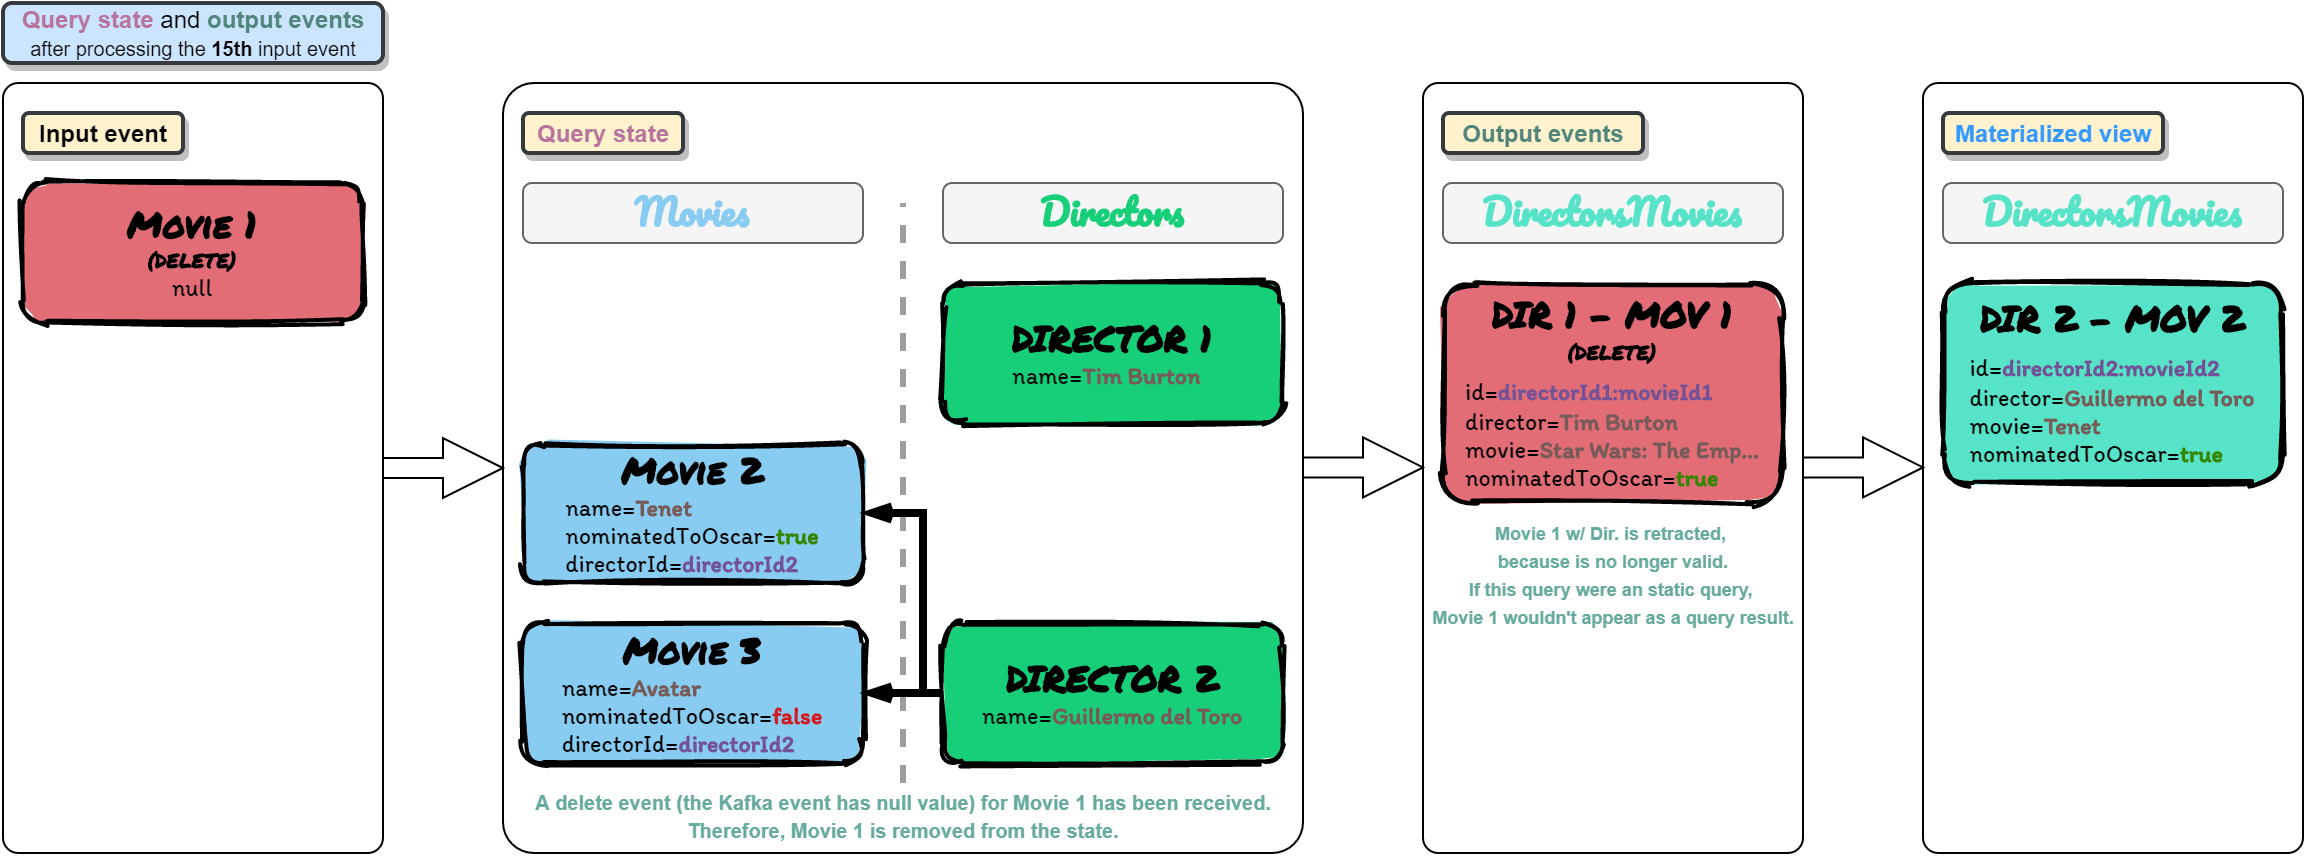 Query state and output events
after processing the 15th input event
Input event
MOVIE 1
(DELETE)
null
Query state
Movies
Directors
DIRECTOR 1
name=Tim Burton
MOVIE 2
name=Tenet
nominatedToOscar=true
directorId=directorId2
MOVIE 3
name=Avatar
nominatedToOscar=false
directorId=directorId2
DIRECTOR 2
name=Guillermo del Toro
A delete event (the Kafka event has null value) for Movie 1 has been received.
Therefore, Movie 1 is removed from the state.
Output events
DirectorsMovies
DIR 1 - MOV 1
(DELETE)
id=directorId1:movieId1
director=Tim Burton
movie=Star Wars: The Emp...
nominatedToOscar=true
Movie 1 w/ Dir. is retracted,
because is no longer valid.
If this query were an static query,
Movie 1 wouldn't appear as a query result.
Materialized view
DirectorsMovies
DIR 2 - MOV 2
id=directorId2:movieId2
director=Guillermo del Toro
movie=Tenet
nominatedToOscar=true